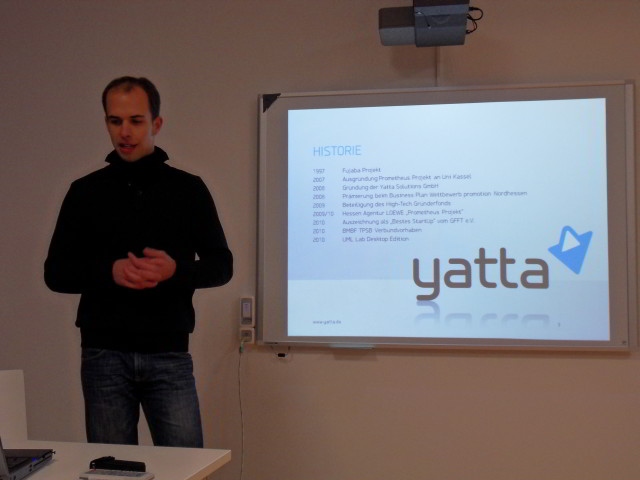 HISTORIE
1997 Fujaba-Projekt
2007 Ausgründung Prometheus Projekt an Uni Kassel
2008 Gründung der Yatta Solutions GmbH
2008 Prämierung beim Business Plan Wettbewerb promotion Nordhessen
2009 Beteiligung des High-Tech Gründerfonds
2009/10 Hessen Agentur LOEWE „Prometheus Projekt“
2010 Auszeichnung als „Bestes StartUp“ vom GFFT e.V.
2010 BMBF TPSB Verbundvorhaben
2010 UML Lab Desktop Edition
yatta
www.yatta.de